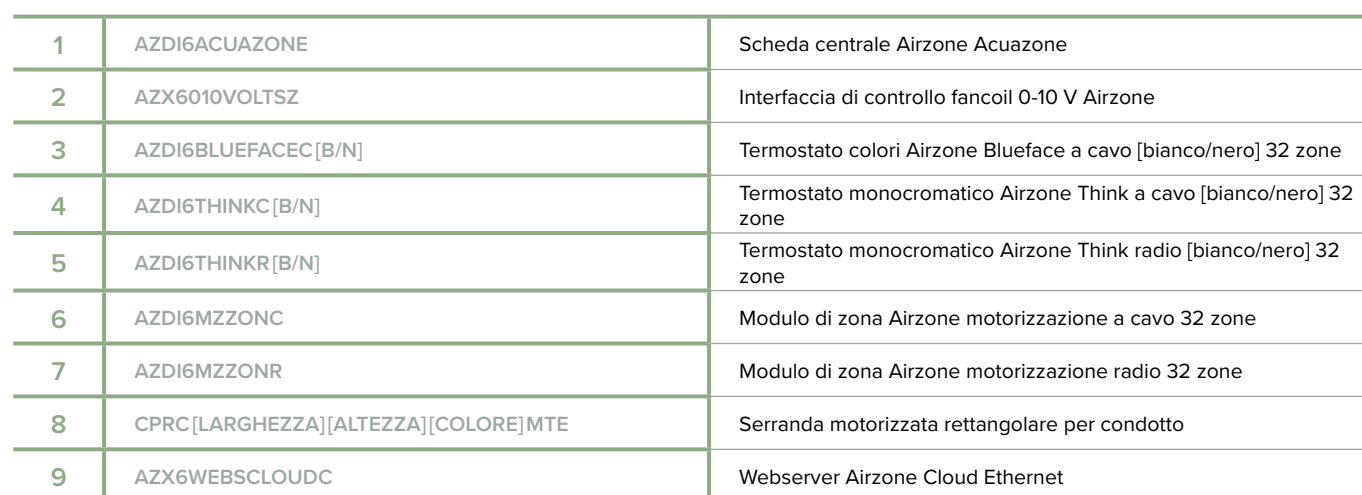 1 AZDI6ACUAZONE Scheda centrale Airzone Acuazone
2 AZX6010VOLTSZ Interfaccia di controllo fancoil 0-10 V Airzone
3 AZDI6BLUEFACEC[B/N] Termostato colori Airzone Blueface a cavo [bianco/nero] 32 zone
4 AZDI6THINKC[B/N] Termostato monocromatico Airzone Think a cavo [bianco/nero] 32
zone
5 AZDI6THINKR[B/N] Termostato monocromatico Airzone Think radio [bianco/nero] 32
zone
6 AZDI6MZZONC Modulo di zona Airzone motorizzazione a cavo 32 zone
7 AZDI6MZZONR Modulo di zona Airzone motorizzazione radio 32 zone
8 CPRC[LARGHEZZA][ALTEZZA][COLORE]MTE Serranda motorizzata rettangolare per condotto
9 AZX6WEBSCLOUDC Webserver Airzone Cloud Ethernet